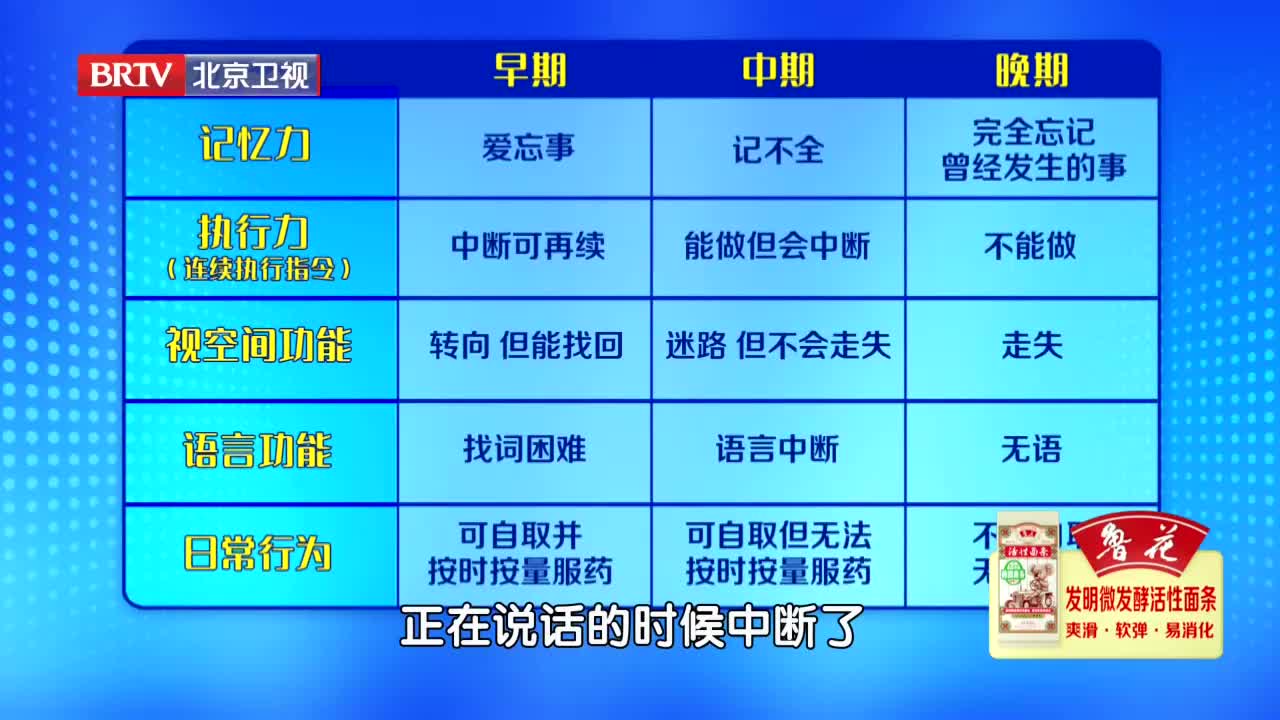 BRTV 北京卫视
早期 中期 晚期
记忆力 爱忘事 记不全 完全忘记
曾经发生的事
执行力 中断可再续 能做但会中断 不能做
（连续执行指令）
视空间功能 转向 但能找回 迷路 但不会走失 走失
语言功能 找词困难 语言中断 无语
日常行为 可自取并 可自取但无法 不
按时按量服药 按时按量服药
鲁花
活性面条
发明微发酵活性面条
爽滑·软弹·易消化
正在说话的时候中断了